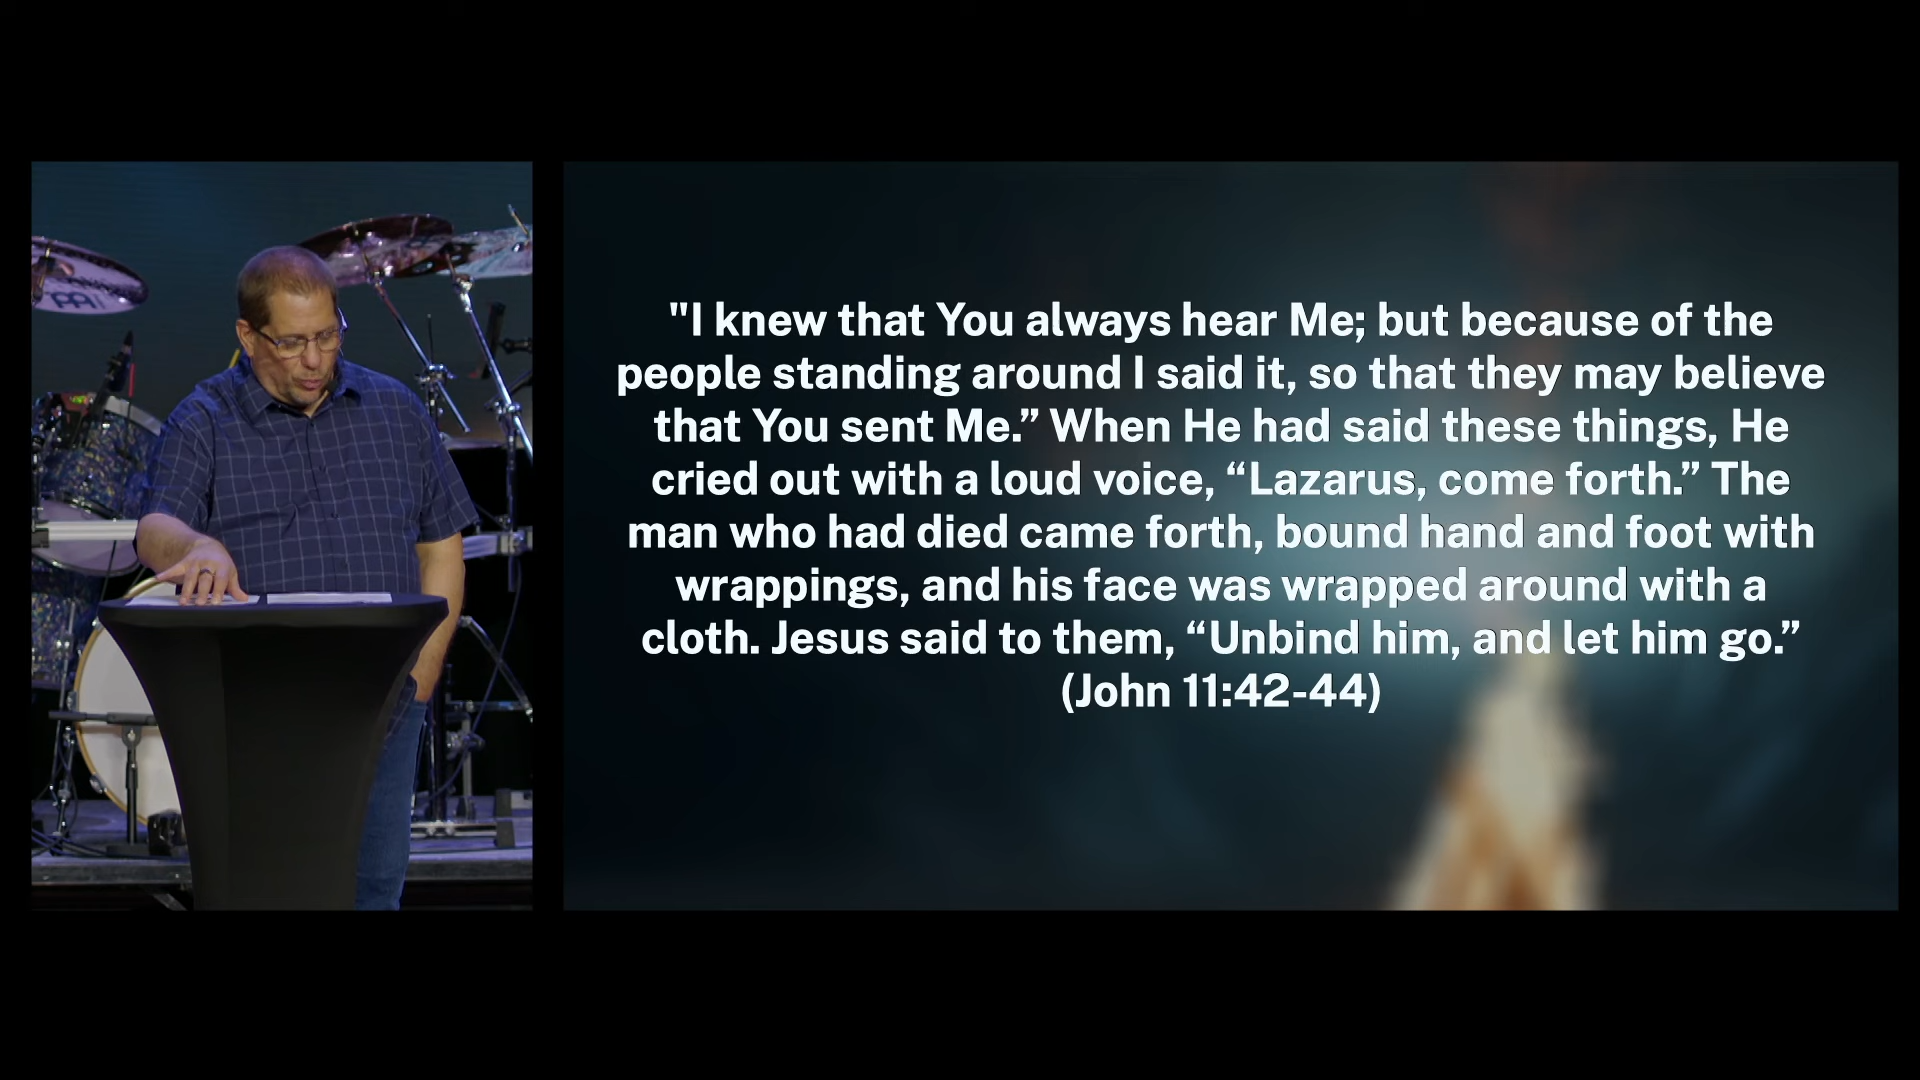 "I knew that You always hear Me; but because of the
people standing around I said it, so that they may believe
that You sent Me.” When He had said these things, He
cried out with a loud voice, “Lazarus, come forth.” The
man who had died came forth, bound hand and foot with
wrappings, and his face was wrapped around with a
cloth. Jesus said to them, “Unbind him, and let him go.”
(John 11:42-44)